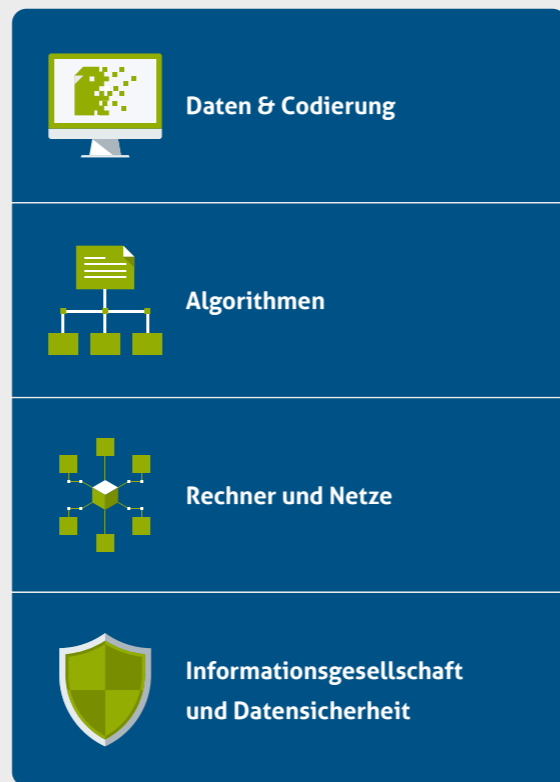 Daten & Codierung
Algorithmen
Rechner und Netze
Informationsgesellschaft
und Datensicherheit